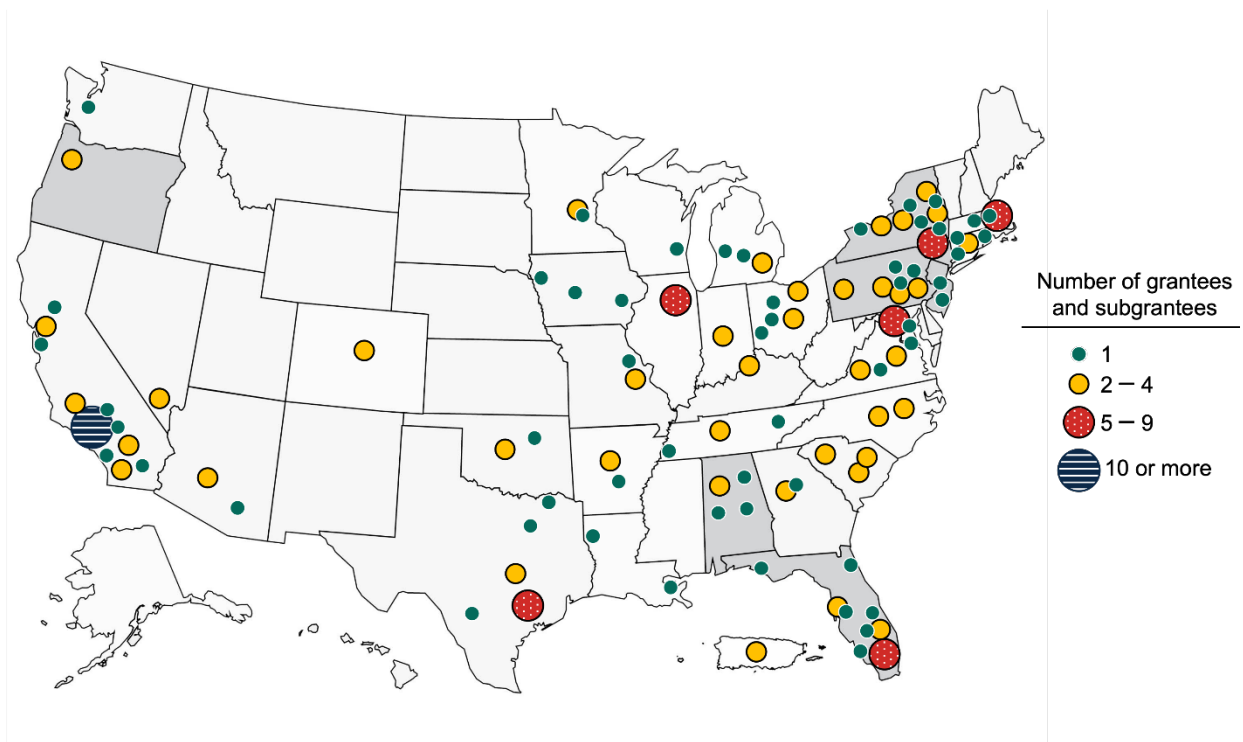 Number of grantees
and subgrantees
1
2 – 4
5 – 9
10 or more